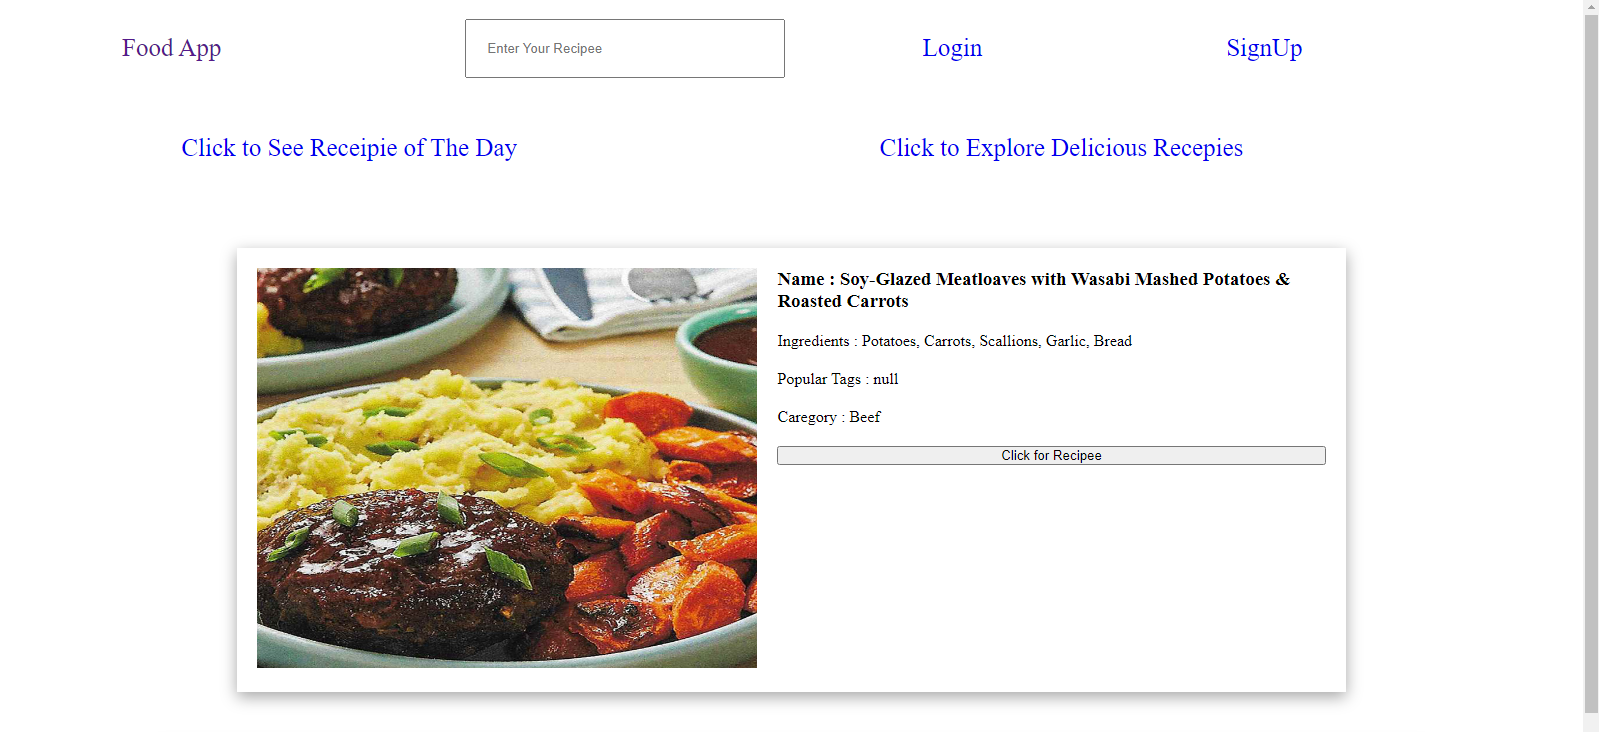 Food App
Enter Your Recipee
Login
SignUp
Click to See Receipie of The Day
Click to Explore Delicious Recepies
Name : Soy-Glazed Meatloaves with Wasabi Mashed Potatoes &
Roasted Carrots
Ingredients : Potatoes, Carrots, Scallions, Garlic, Bread
Popular Tags : null
Caregory : Beef
Click for Recipee